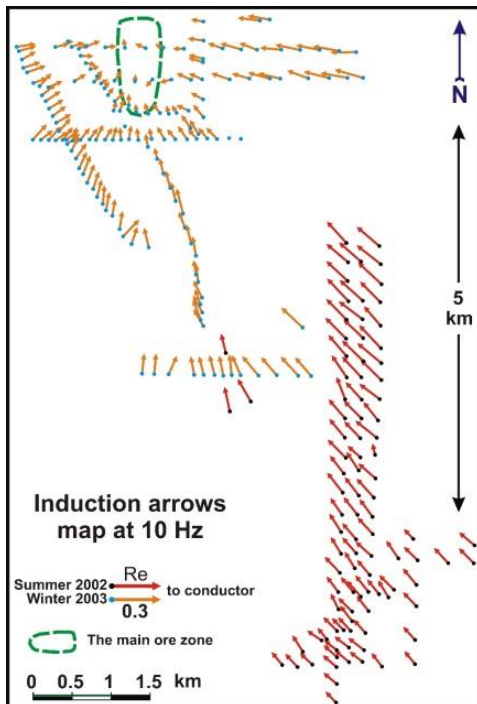 N
5
km
Induction arrows
map at 10 Hz
Re
Summer 2002
to conductor
Winter 2003
0.3
The main ore zone
0 0.5 1 1.5 km